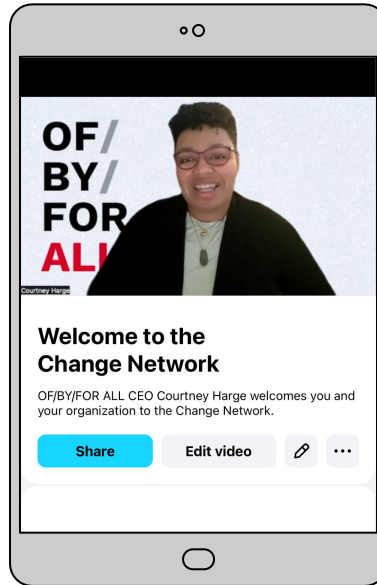 OF/
BY/
FOR
ALL
Courtney Harge
Welcome to the
Change Network
OF/BY/FOR ALL CEO Courtney Harge welcomes you and
your organization to the Change Network.
Share
Edit video